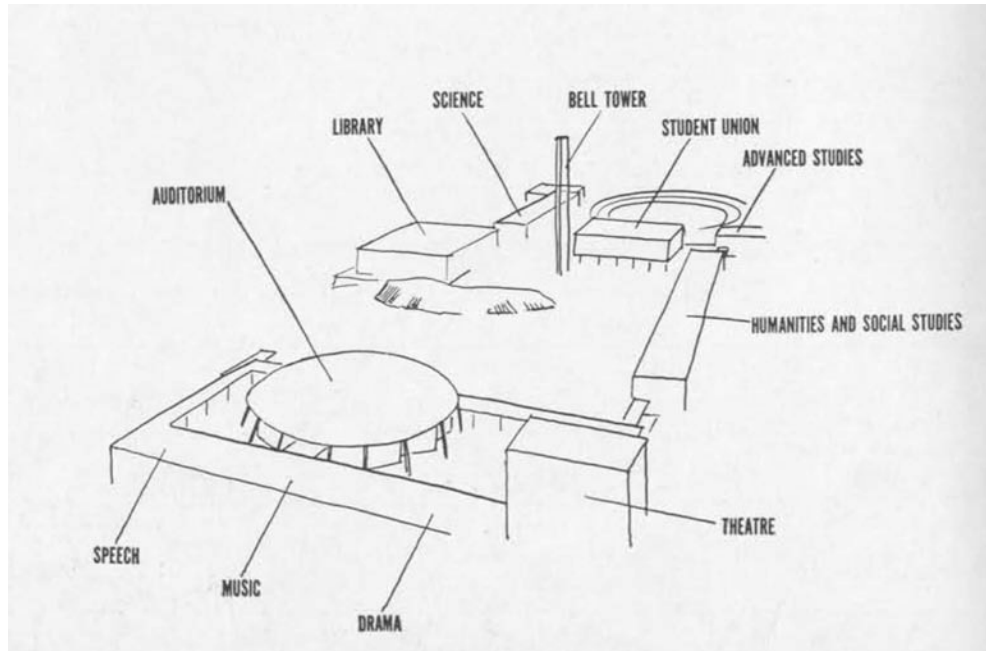 SCIENCE
BELL TOWER
LIBRARY
STUDENT UNION
ADVANCED STUDIES
AUDITORIUM
HUMANITIES AND SOCIAL STUDIES
THEATRE
SPEECH
MUSIC
DRAMA